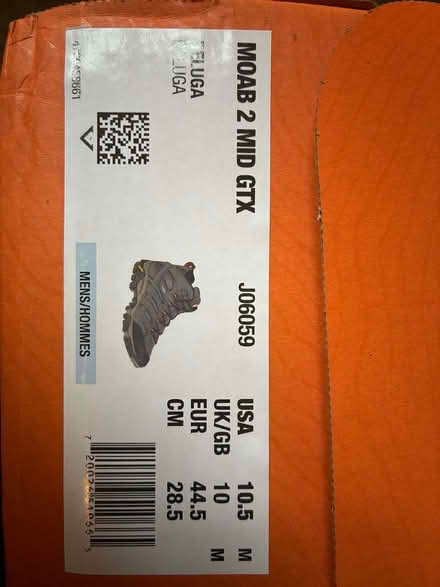 MOAB 2 MID GTX
J06059
BELUGA
BELUGA
MENS/HOMMES
USA 10.5 M
UK/GB 10 M
EUR 44.5
CM 28.5